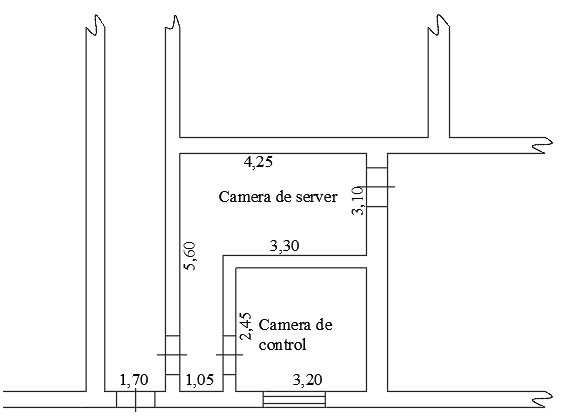 4,25
Camera de server
3,10
5,60
3,30
2,45
Camera de
control
1,70
1,05
3,20